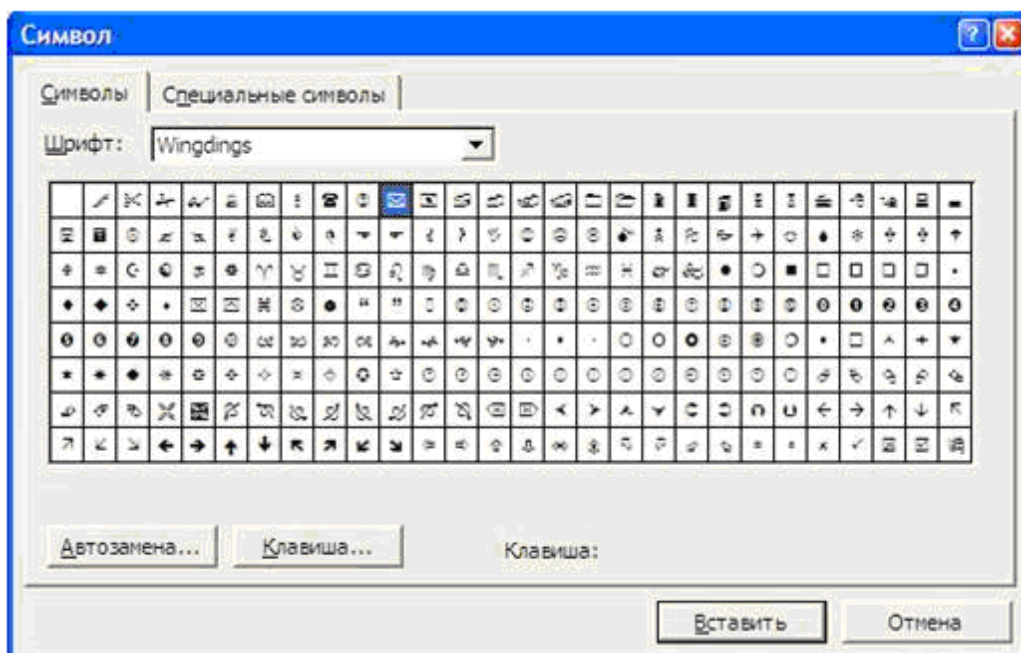 Символ
Символы
Специальные символы
Шрифт: Wingdings
Автозамена... Клавиша... Клавиша:
Вставить Отмена